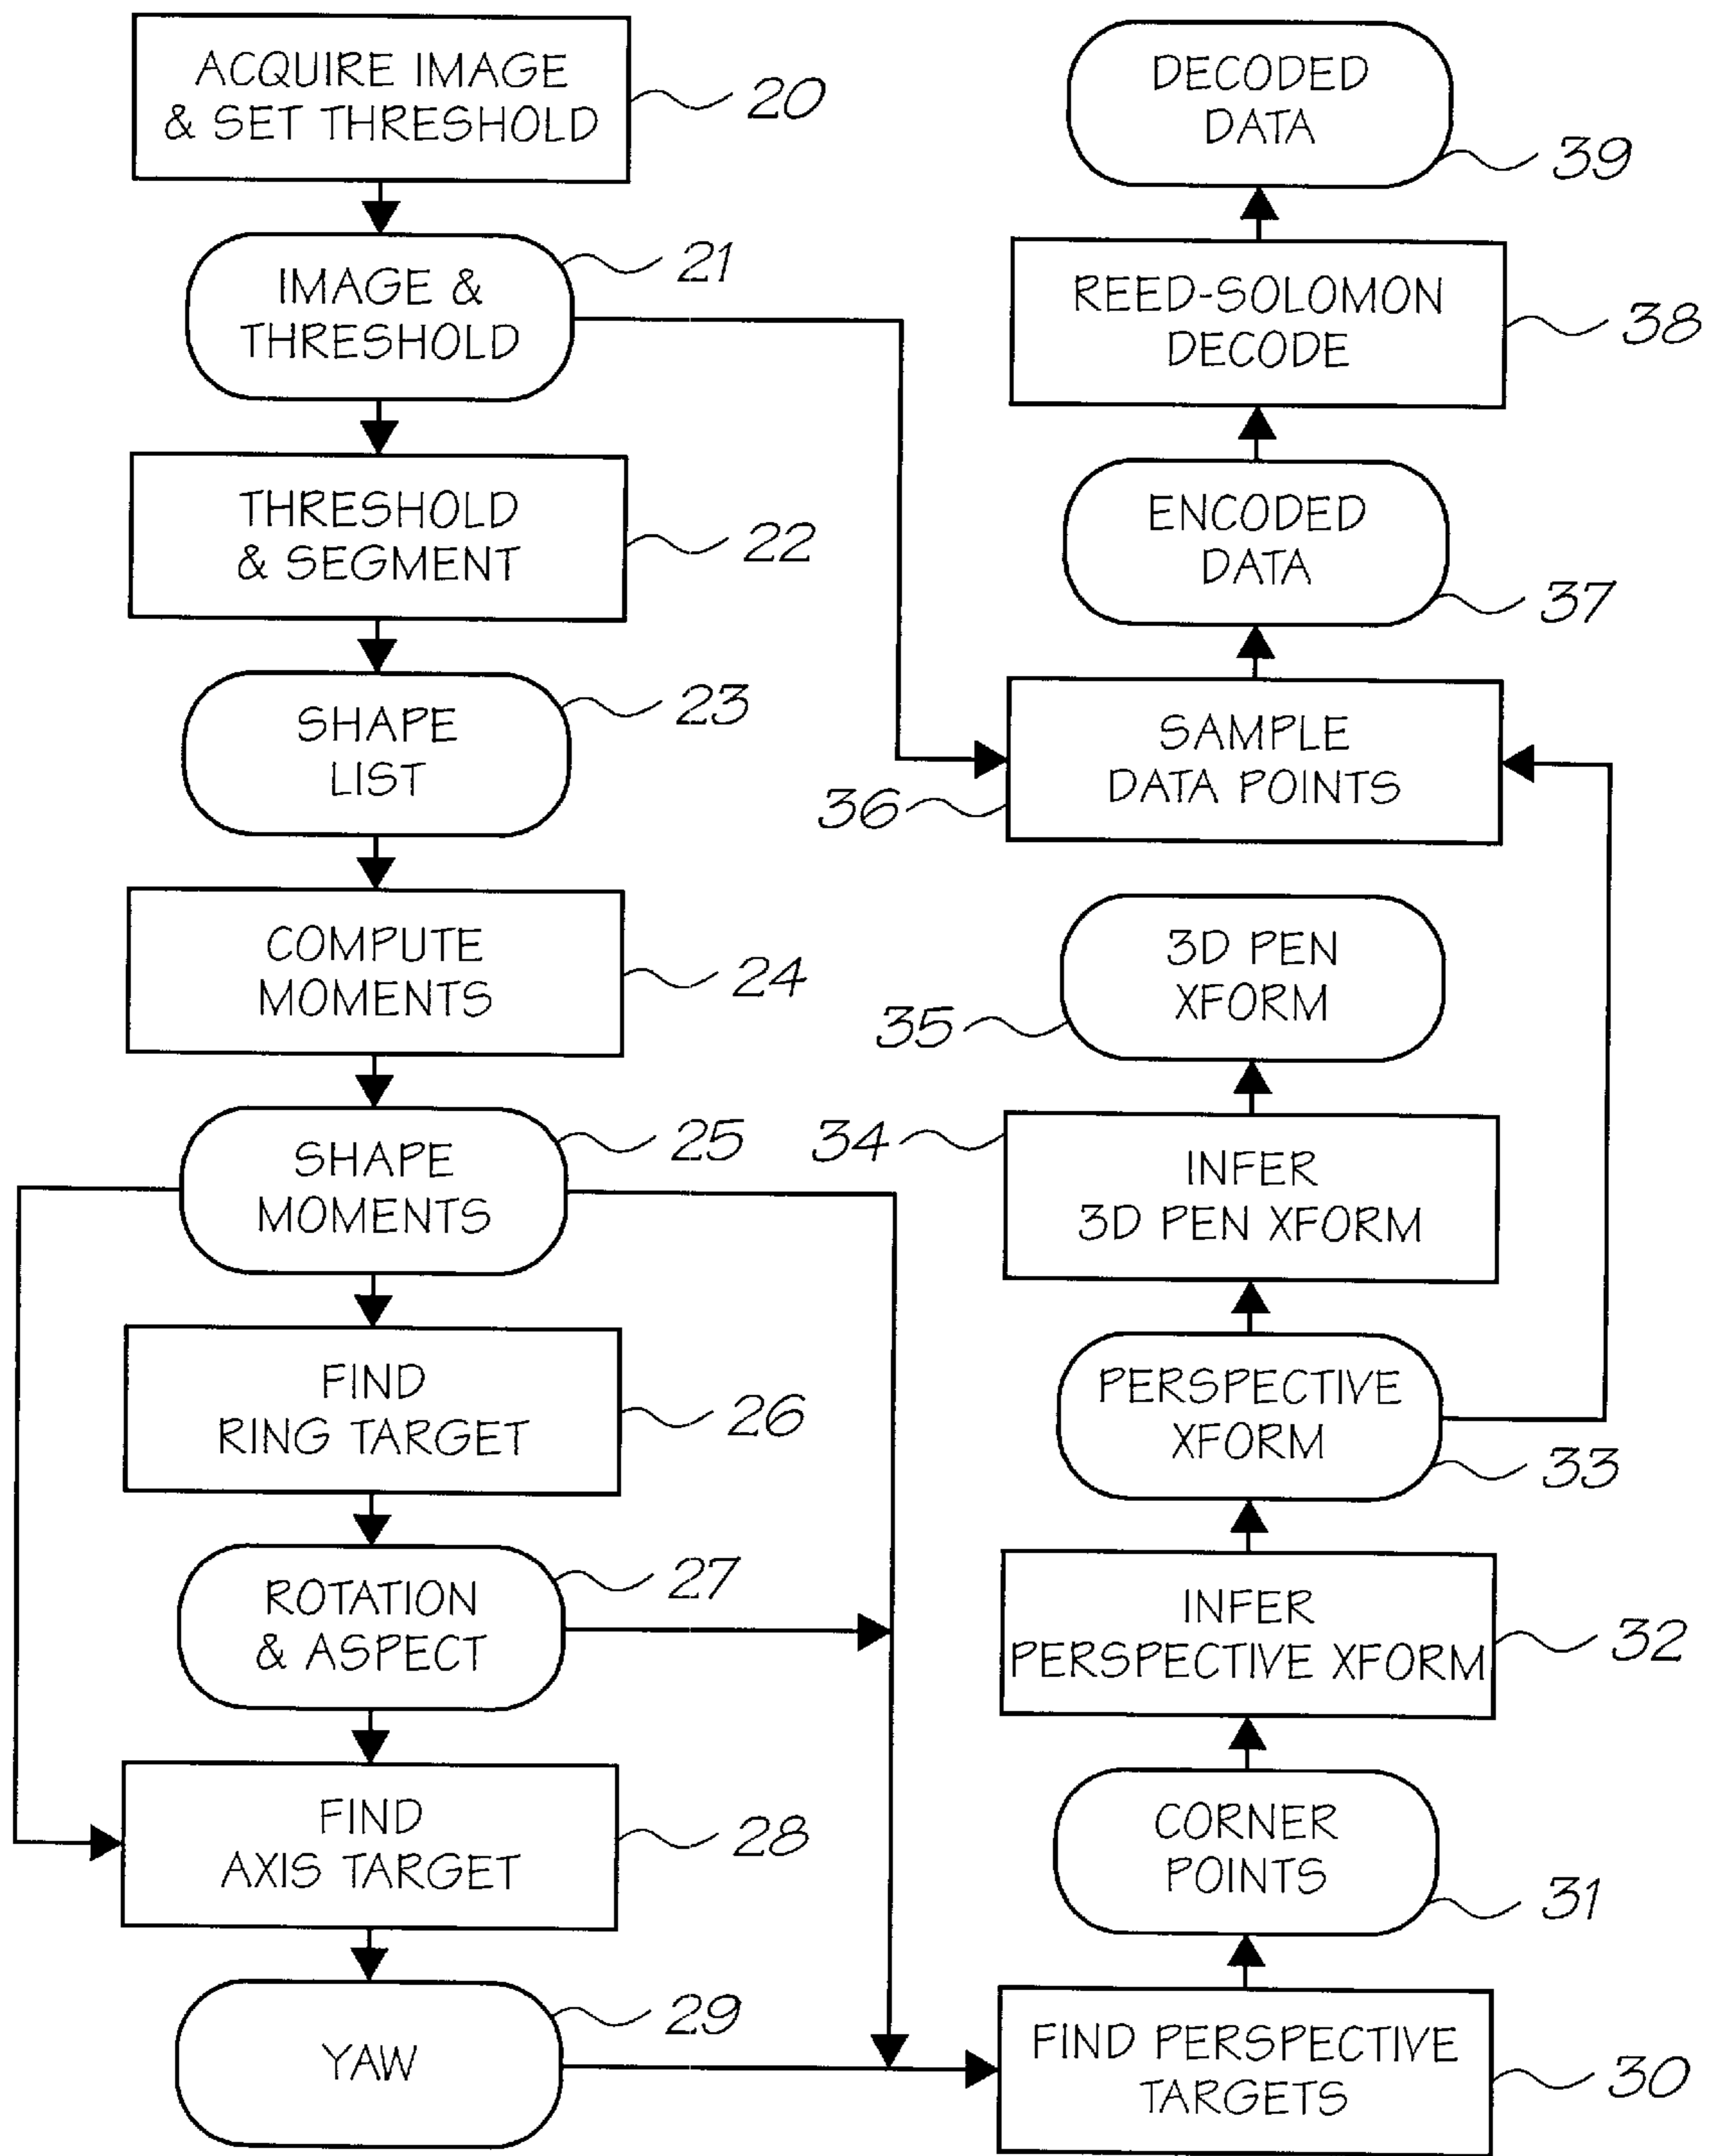 ACQUIRE IMAGE
& SET THRESHOLD
20
IMAGE &
THRESHOLD
21
THRESHOLD
& SEGMENT
22
SHAPE
LIST
23
COMPUTE
MOMENTS
24
SHAPE
MOMENTS
25
FIND
RING TARGET
26
ROTATION
& ASPECT
27
FIND
AXIS TARGET
28
YAW
29
DECODED
DATA
39
REED-SOLOMON
DECODE
38
ENCODED
DATA
37
SAMPLE
DATA POINTS
36
3D PEN
XFORM
35
34
INFER
3D PEN XFORM
PERSPECTIVE
XFORM
33
INFER
PERSPECTIVE XFORM
32
CORNER
POINTS
31
FIND PERSPECTIVE
TARGETS
30